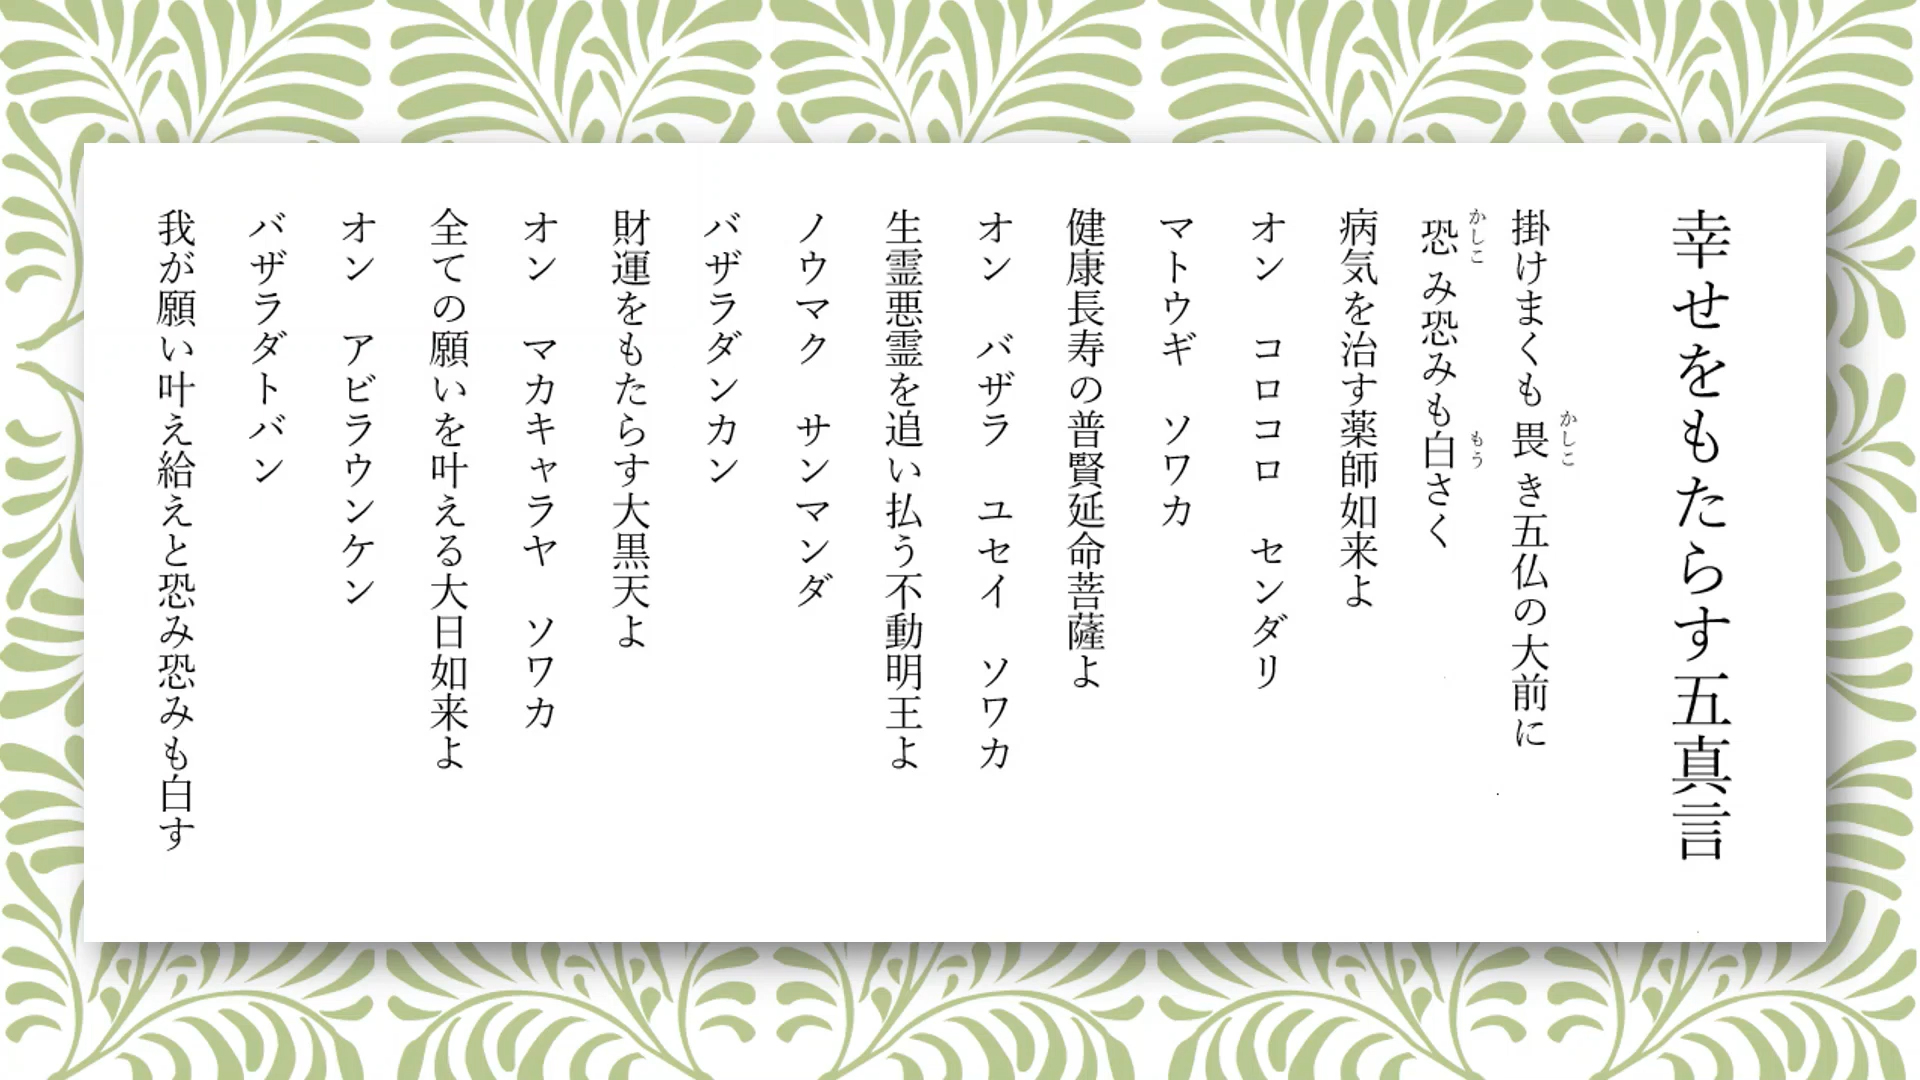 幸せをもたらす五真言
掛けまくも畏き五仏の大前に
恐み恐みも白さく
病気を治す薬師如来よ
オン　コロコロ　センダリ
マトウギ　ソワカ
健康長寿の普賢延命菩薩よ
オン　バザラ　ユセイ　ソワカ
生霊悪霊を追い払う不動明王よ
ノウマク　サンマンダ
バザラダンカン
財運をもたらす大黒天よ
オン　マカキャラヤ　ソワカ
全ての願いを叶える大日如来よ
オン　アビラウンケン
バザラダトバン
我が願い叶え給えと恐み恐みも白す
かしこ
かしこ
もう